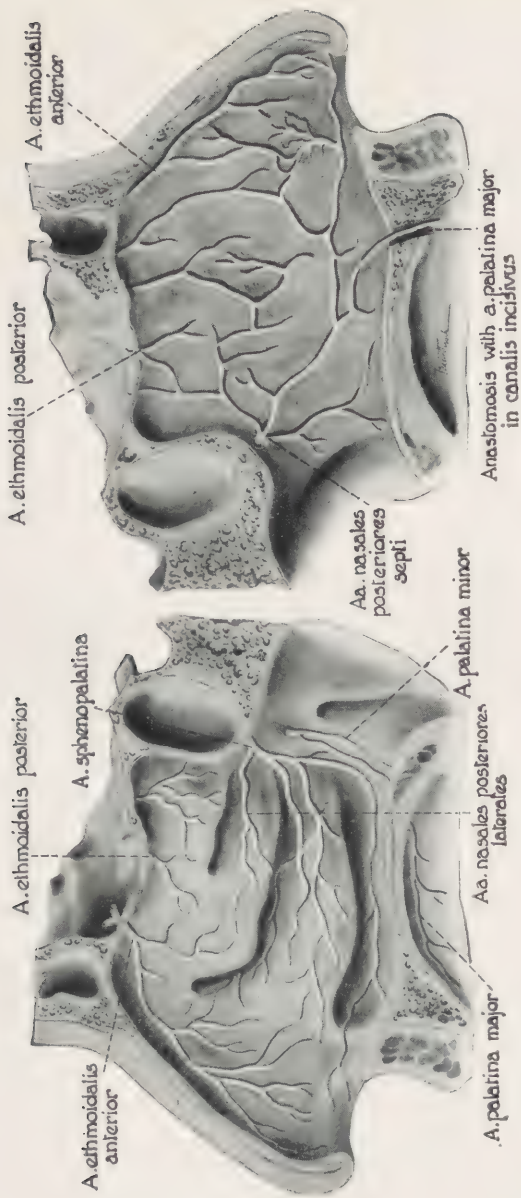 A. ethmoidalis posterior
A. ethmoidalis
anterior
A. sphenopalatina
Aa. nasales posteriores
laterales
A. palatina minor
A. palatina major
A. ethmoidalis posterior
A. ethmoidalis
anterior
Aa. nasales
posteriores
septi
Anastomosis with a. palatina major
in canalis incisivus